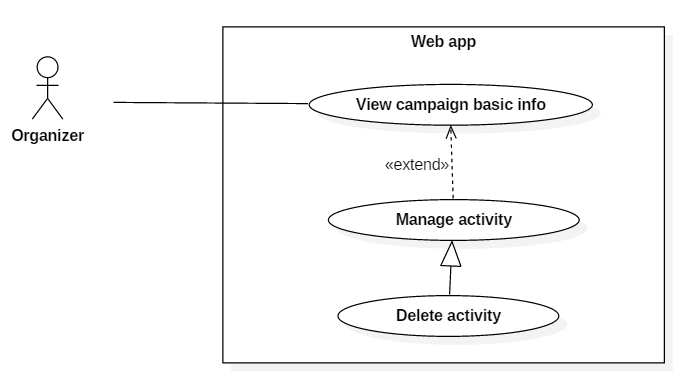 Web app
View campaign basic info
Organizer
«extend»
Manage activity
Delete activity